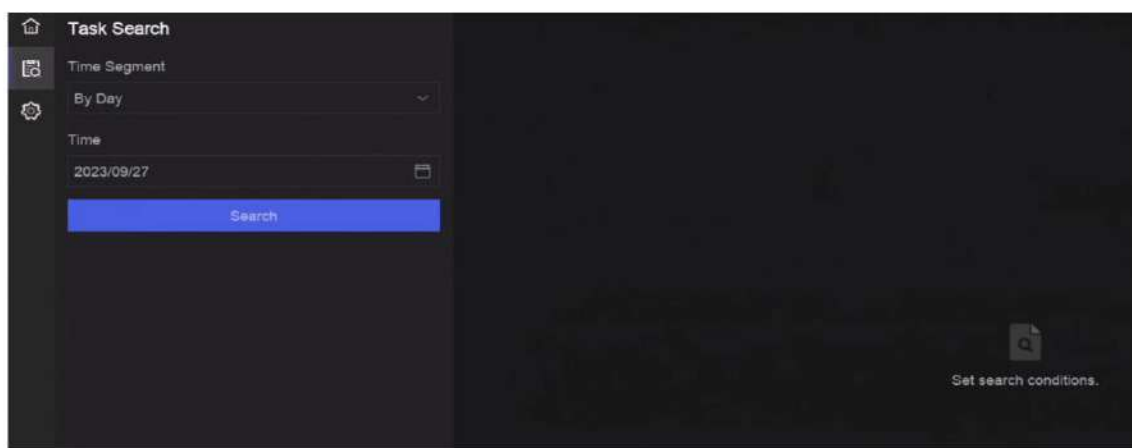 Task Search
Time Segment
By Day
Time
2023/09/27
Search
Set search conditions.